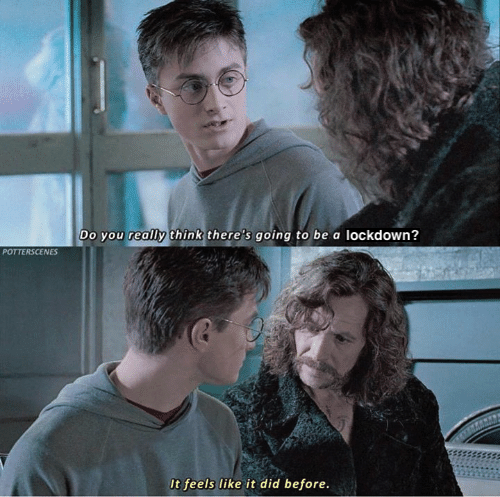 Do you really think there's going to be a lockdown?
POTTERSCENES
It feels like it did before.